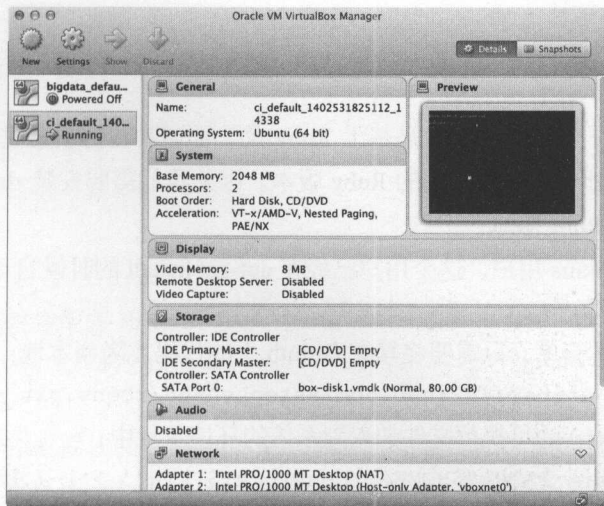 Oracle VM VirtualBox Manager
New Settings Show Discard
Details Snapshots
bigdata_defau...
Powered Off
ci_default_140...
Running
General
Name: ci_default_1402531825112_1
4338
Operating System: Ubuntu (64 bit)
System
Base Memory: 2048 MB
Processors: 2
Boot Order: Hard Disk, CD/DVD
Acceleration: VT-x/AMD-V, Nested Paging,
PAE/NX
Display
Video Memory: 8 MB
Remote Desktop Server: Disabled
Video Capture: Disabled
Storage
Controller: IDE Controller
IDE Primary Master: [CD/DVD] Empty
IDE Secondary Master: [CD/DVD] Empty
Controller: SATA Controller
SATA Port 0: box-disk1.vmdk (Normal, 80.00 GB)
Audio
Disabled
Network
Adapter 1: Intel PRO/1000 MT Desktop (NAT)
Adapter 2: Intel PRO/1000 MT Desktop (Host-only Adapter, 'vboxnet0')
Preview